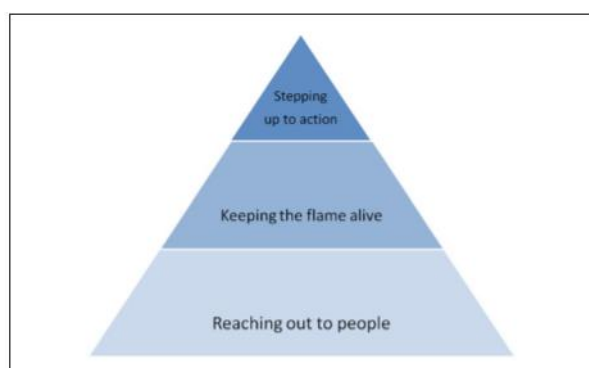 Stepping
up to action
Keeping the flame alive
Reaching out to people